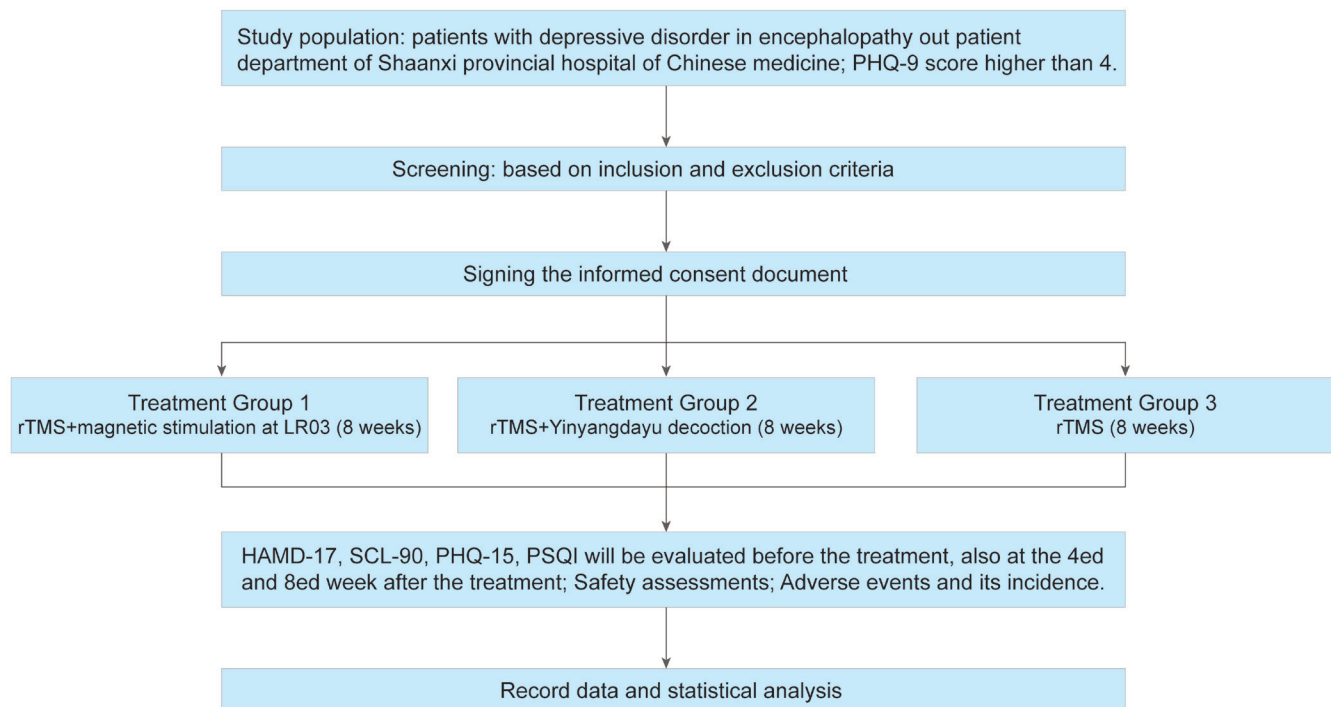 Study population: patients with depressive disorder in encephalopathy out patient
department of Shaanxi provincial hospital of Chinese medicine; PHQ-9 score higher than 4.
Screening: based on inclusion and exclusion criteria
Signing the informed consent document
Treatment Group 1
rTMS+magnetic stimulation at LR03 (8 weeks)
Treatment Group 2
rTMS+Yinyangdayu decoction (8 weeks)
Treatment Group 3
rTMS (8 weeks)
HAMD-17, SCL-90, PHQ-15, PSQI will be evaluated before the treatment, also at the 4ed
and 8ed week after the treatment; Safety assessments; Adverse events and its incidence.
Record data and statistical analysis